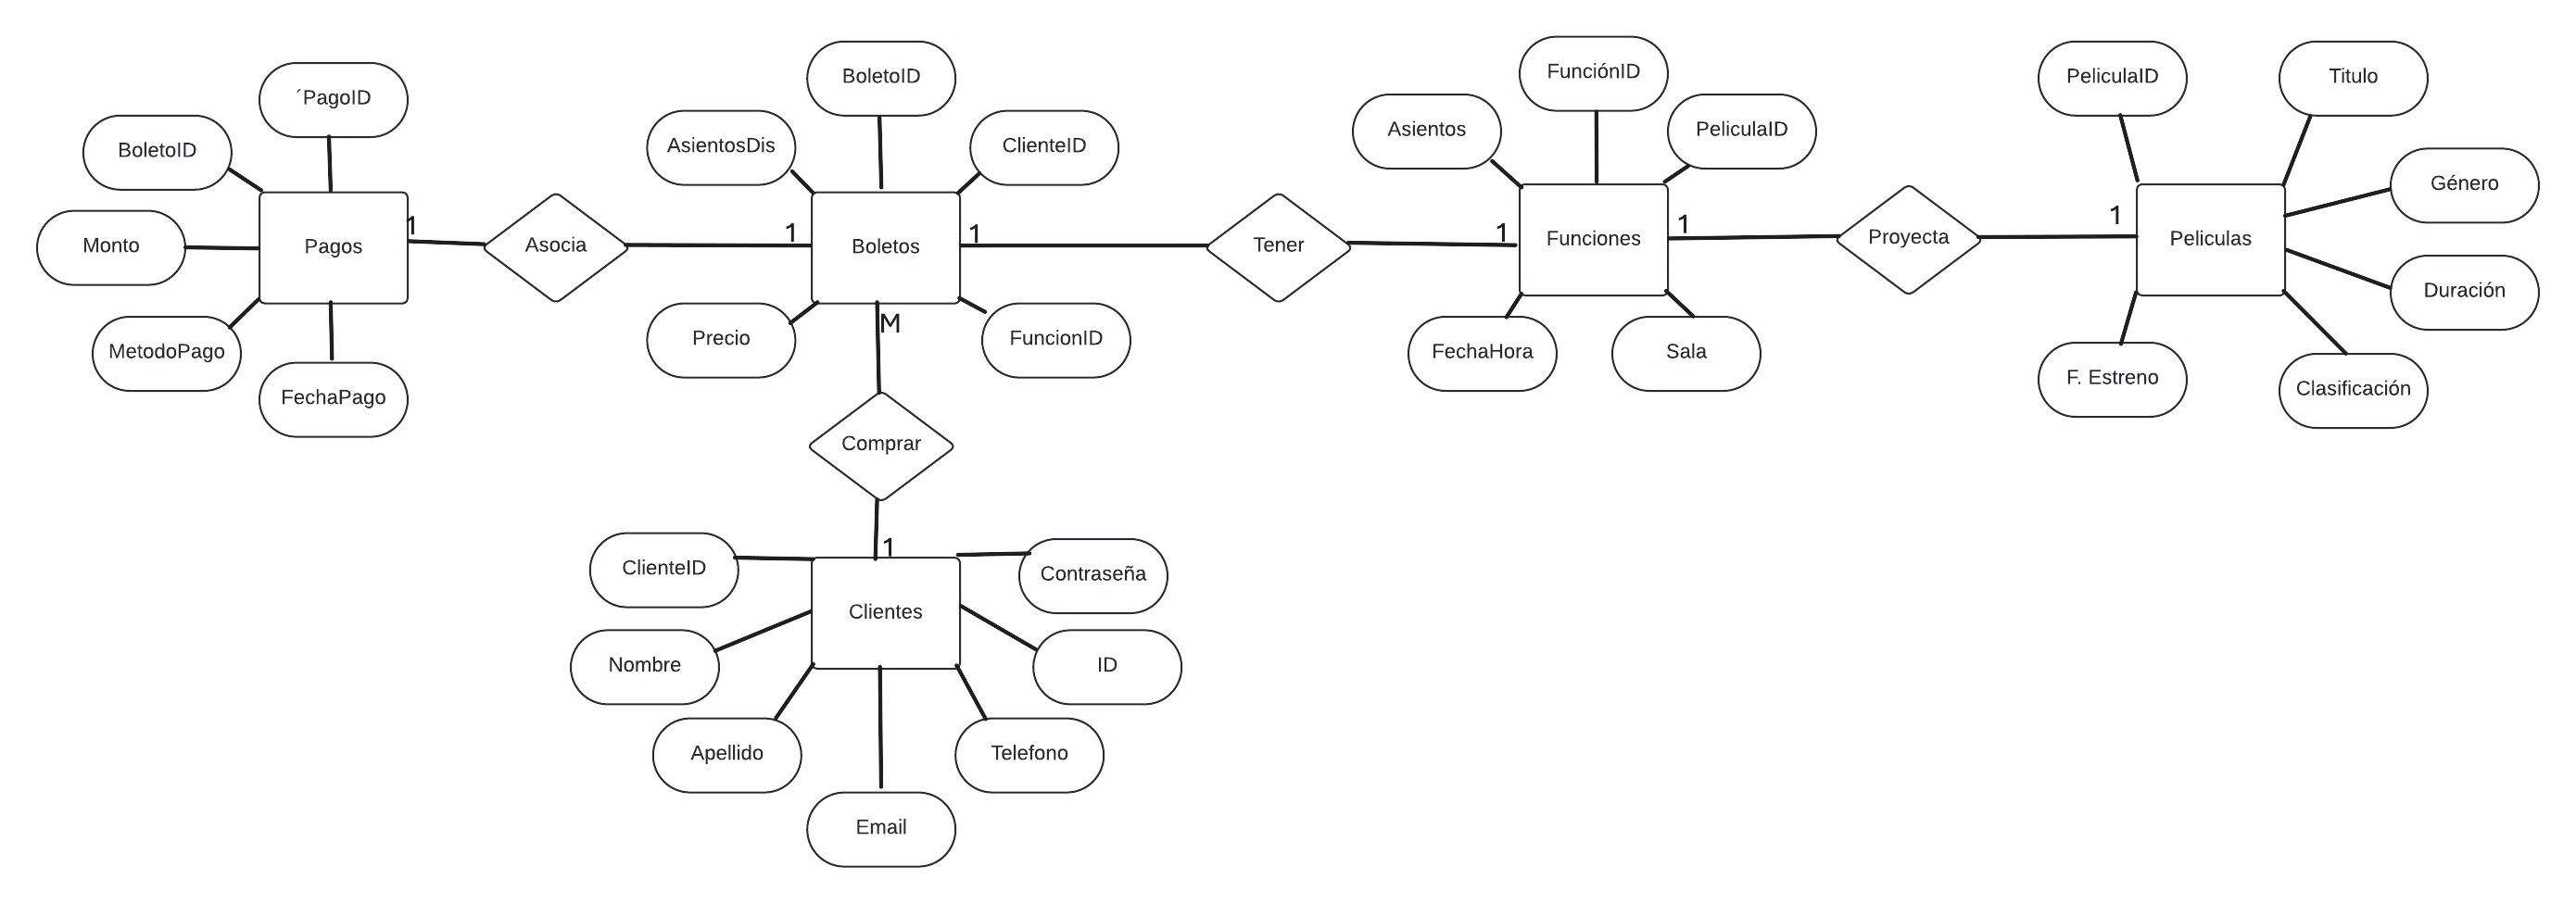 ´PagoID
BoletoID
Monto
MetodoPago
FechaPago
Pagos
1
Asocia
1
BoletoID
AsientosDis
ClienteID
Boletos
Precio
FuncionID
M
1
Tener
1
FunciónID
Asientos
PeliculaID
Funciones
FechaHora
Sala
1
Proyecta
1
PeliculaID
Titulo
Género
Peliculas
Duración
F. Estreno
Clasificación
Comprar
1
ClienteID
Contraseña
Clientes
Nombre
ID
Apellido
Telefono
Email